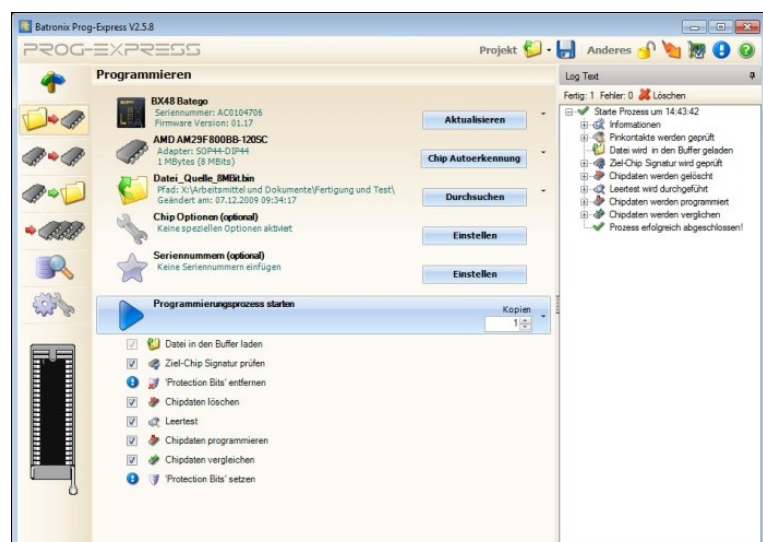 Batronix Prog-Express V2.5.8
PROG-EXPRESS
Projekt
Anderes
Programmieren
BX48 Batego
Seriennummer: AC0104706
Firmware Version: 01.17
Aktualisieren
AMD AM29F800BB-120SC
Adapter: SOP44-DIP44
1 MBytes (8 MBits)
Chip Autoerkennung
Datei_Quelle_8MBit.bin
Pfad: X:\Arbeitsmittel und Dokumente\Fertigung und Test\
Geändert am: 07.12.2009 09:34:17
Durchsuchen
Chip Optionen (optional)
Keine speziellen Optionen aktiviert
Einstellen
Seriennummern (optional)
Keine Seriennummern einfügen
Einstellen
Programmierungsprozess starten
Kopien
1
Datei in den Buffer laden
Ziel-Chip Signatur prüfen
'Protection Bits' entfernen
Chipdaten löschen
Leertest
Chipdaten programmieren
Chipdaten vergleichen
'Protection Bits' setzen
Log Text
Fertig: 1 Fehler: 0 Löschen
Starte Prozess um 14:43:42
Informationen
Pinkontakte werden geprüft
Datei wird in den Buffer geladen
Ziel-Chip Signatur wird geprüft
Chipdaten werden gelöscht
Leertest wird durchgeführt
Chipdaten werden programmiert
Chipdaten werden verglichen
Prozess erfolgreich abgeschlossen!